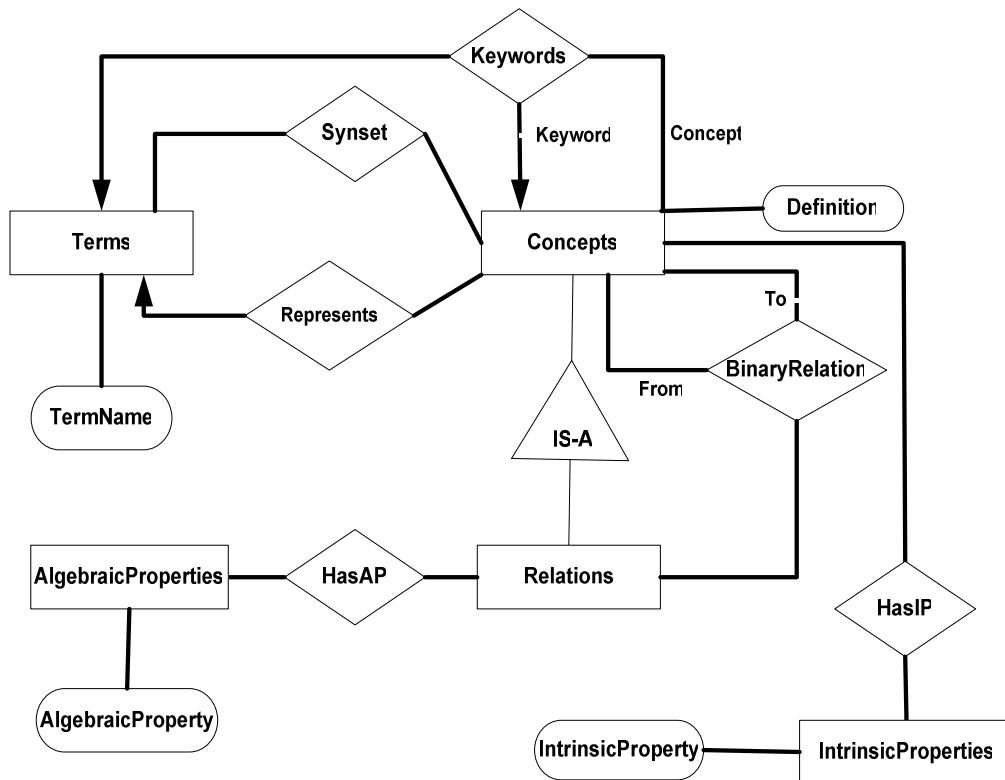 Keywords
Synset
Keyword
Concept
Definition
Terms
Concepts
Represents
To
BinaryRelation
From
TermName
IS-A
AlgebraicProperties
HasAP
Relations
HasIP
AlgebraicProperty
IntrinsicProperty
IntrinsicProperties